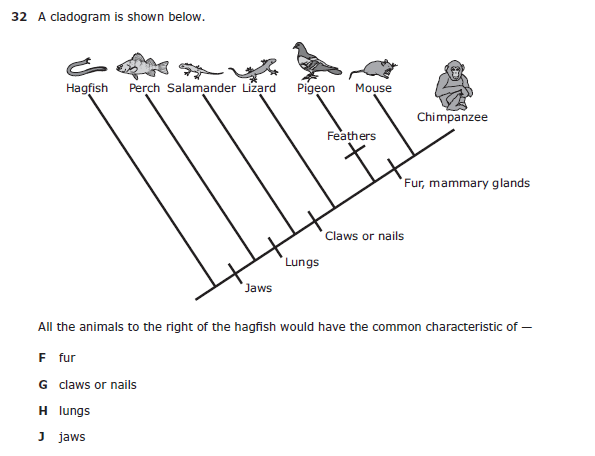 32 A cladogram is shown below.
Hagfish Perch Salamander Lizard Pigeon Mouse
Chimpanzee
Feathers
Fur, mammary glands
Claws or nails
Lungs
Jaws
All the animals to the right of the hagfish would have the common characteristic of —
F fur
G claws or nails
H lungs
J jaws